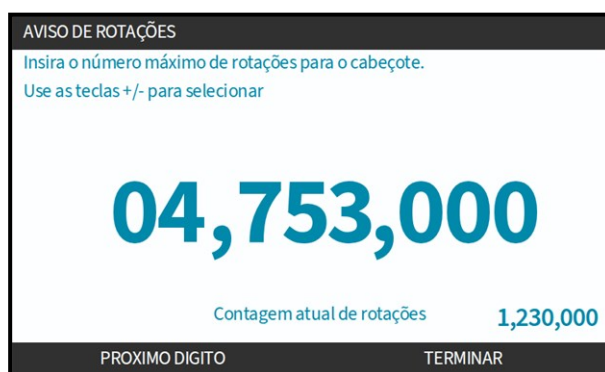 AVISO DE ROTAÇÕES
Insira o número máximo de rotações para o cabeçote.
Use as teclas +/- para selecionar
04,753,000
Contagem atual de rotações 1,230,000
PROXIMO DIGITO TERMINAR